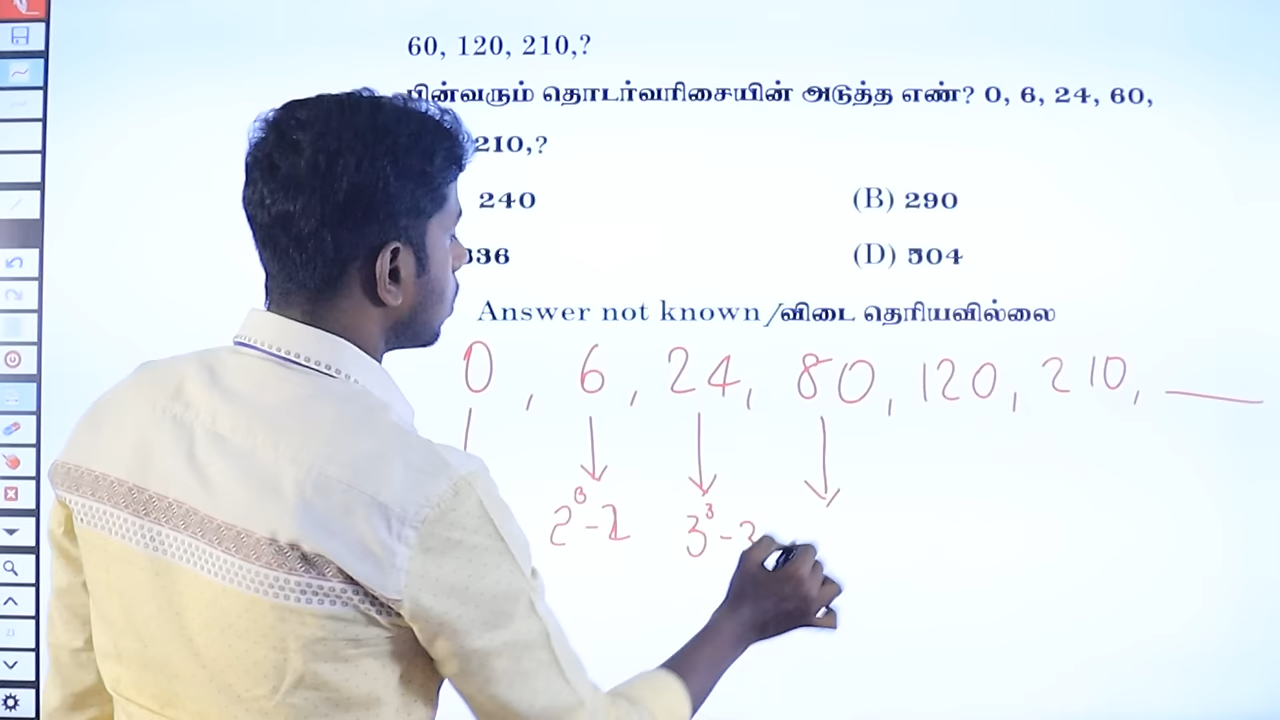 60, 120, 210,?
பின்வரும் தொடர்வரிசையின் அடுத்த எண்? 0, 6, 24, 60,
210,?
240 (B) 290
336 (D) 504
Answer not known/விடை தெரியவில்லை
0, 6, 24, 80, 120, 210,
2³-2 3³-3